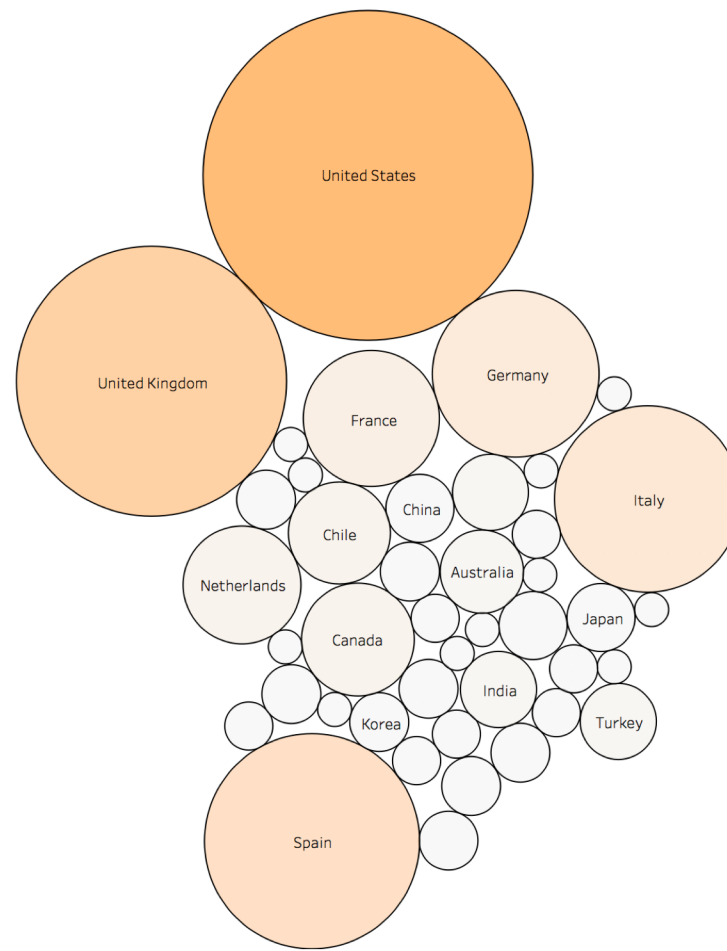 United States
United Kingdom
Germany
France
Italy
China
Chile
Australia
Netherlands
Japan
Canada
India
Korea
Turkey
Spain